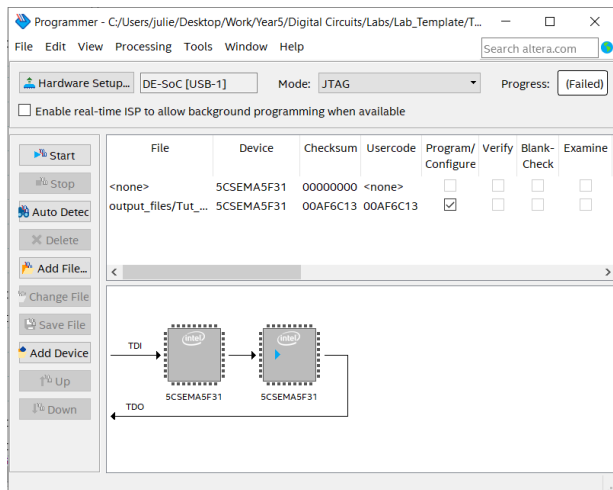 Programmer - C:/Users/julie/Desktop/Work/Year5/Digital Circuits/Labs/Lab_Template/T...
File Edit View Processing Tools Window Help
Search altera.com
Hardware Setup... DE-SoC [USB-1] Mode: JTAG Progress: (Failed)
Enable real-time ISP to allow background programming when available
Start
Stop
Auto Detec
Delete
Add File...
Change File
Save File
Add Device
Up
Down
File Device Checksum Usercode Program/ Verify Blank- Examine
Configure Check
<none> 5CSEMA5F31 00000000 <none>
output_files/Tut_... 5CSEMA5F31 00AF6C13 00AF6C13
TDI
intel
intel
5CSEMA5F31 5CSEMA5F31
TDO